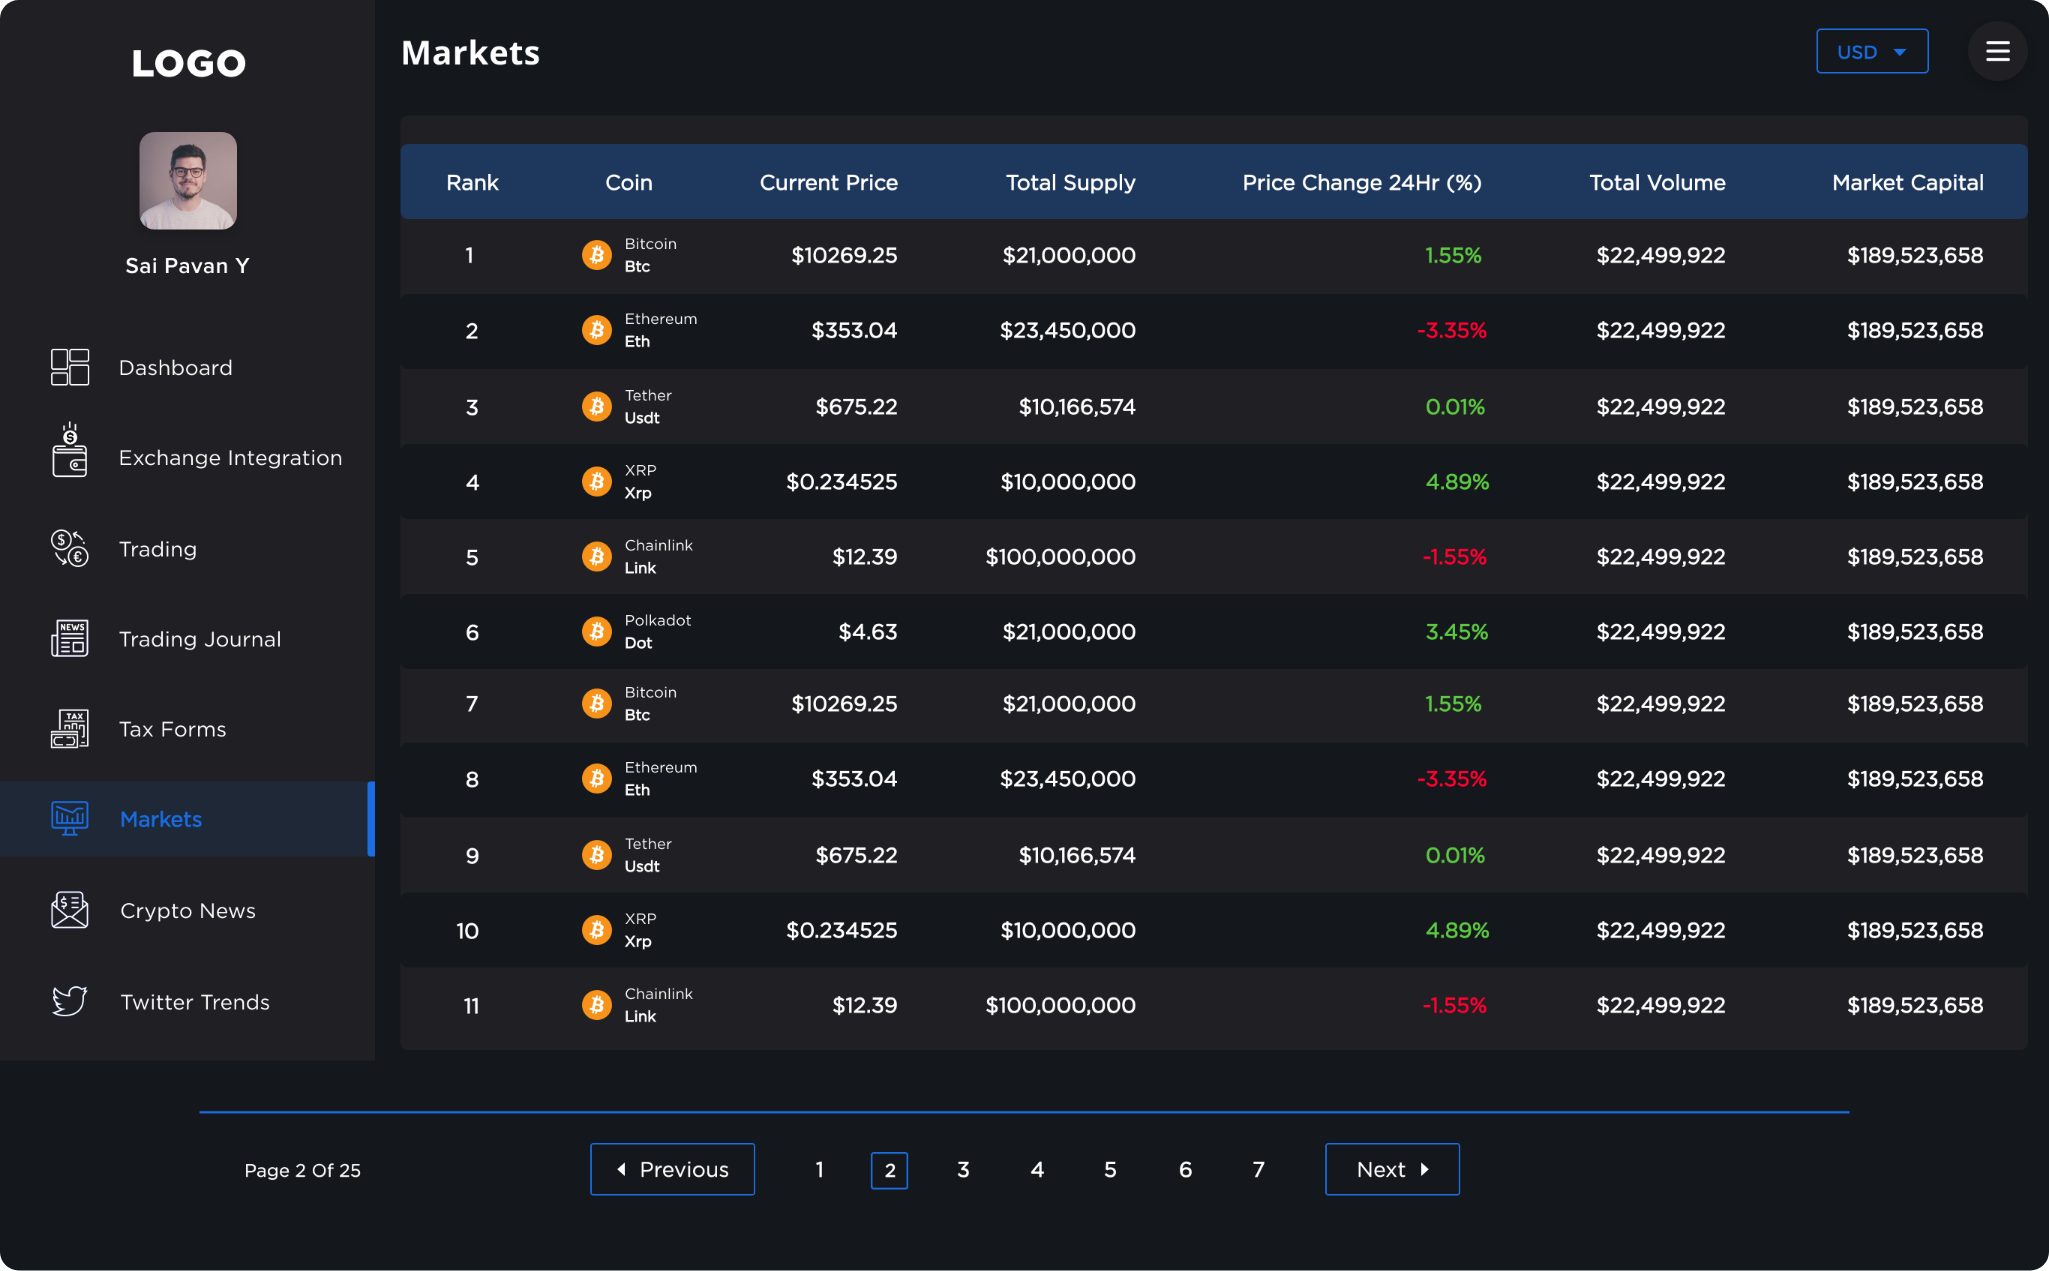 LOGO
Sai Pavan Y
Dashboard
Exchange Integration
Trading
NEWS
Trading Journal
TAX
Tax Forms
Markets
Crypto News
Twitter Trends
Markets
USD
Rank Coin Current Price Total Supply Price Change 24Hr (%) Total Volume Market Capital
1 Bitcoin Btc $10269.25 $21,000,000 1.55% $22,499,922 $189,523,658
2 Ethereum Eth $353.04 $23,450,000 -3.35% $22,499,922 $189,523,658
3 Tether Usdt $675.22 $10,166,574 0.01% $22,499,922 $189,523,658
4 XRP Xrp $0.234525 $10,000,000 4.89% $22,499,922 $189,523,658
5 Chainlink Link $12.39 $100,000,000 -1.55% $22,499,922 $189,523,658
6 Polkadot Dot $4.63 $21,000,000 3.45% $22,499,922 $189,523,658
7 Bitcoin Btc $10269.25 $21,000,000 1.55% $22,499,922 $189,523,658
8 Ethereum Eth $353.04 $23,450,000 -3.35% $22,499,922 $189,523,658
9 Tether Usdt $675.22 $10,166,574 0.01% $22,499,922 $189,523,658
10 XRP Xrp $0.234525 $10,000,000 4.89% $22,499,922 $189,523,658
11 Chainlink Link $12.39 $100,000,000 -1.55% $22,499,922 $189,523,658
Page 2 Of 25 Previous 1 2 3 4 5 6 7 Next